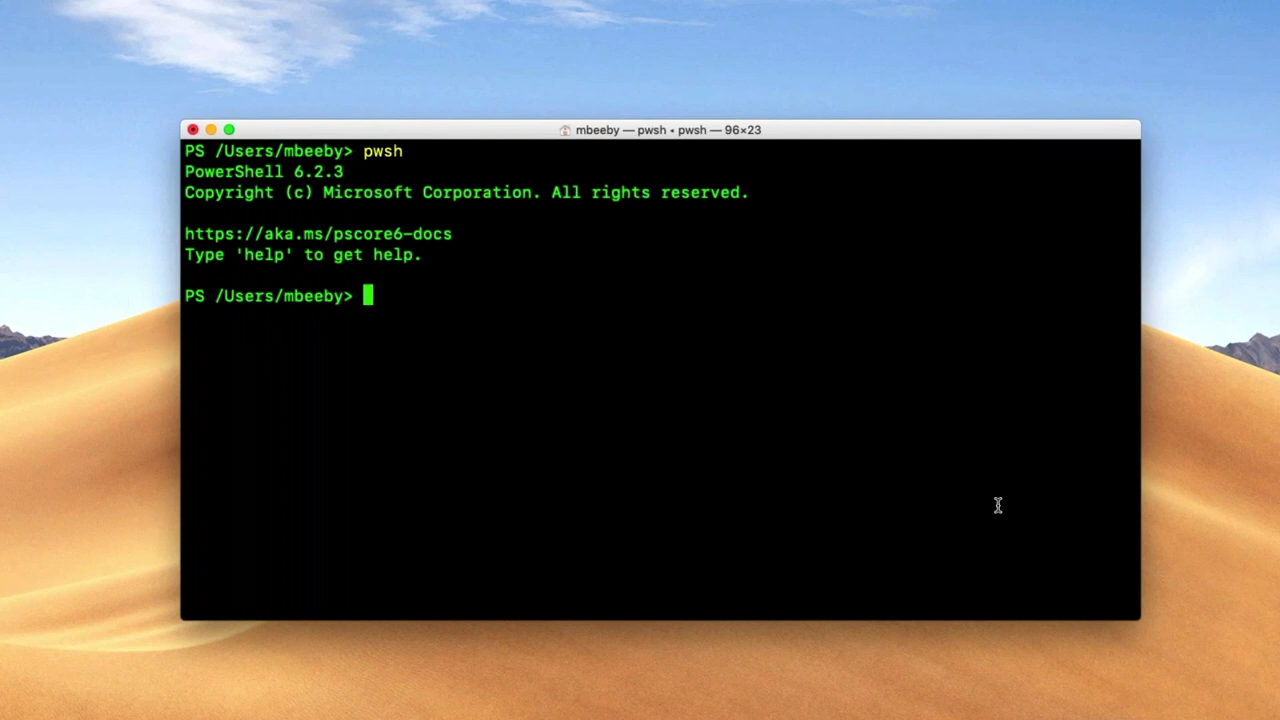 mbeeby — pwsh ◂ pwsh — 96×23
PS /Users/mbeeby> pwsh
PowerShell 6.2.3
Copyright (c) Microsoft Corporation. All rights reserved.
https://aka.ms/pscore6-docs
Type 'help' to get help.
PS /Users/mbeeby>